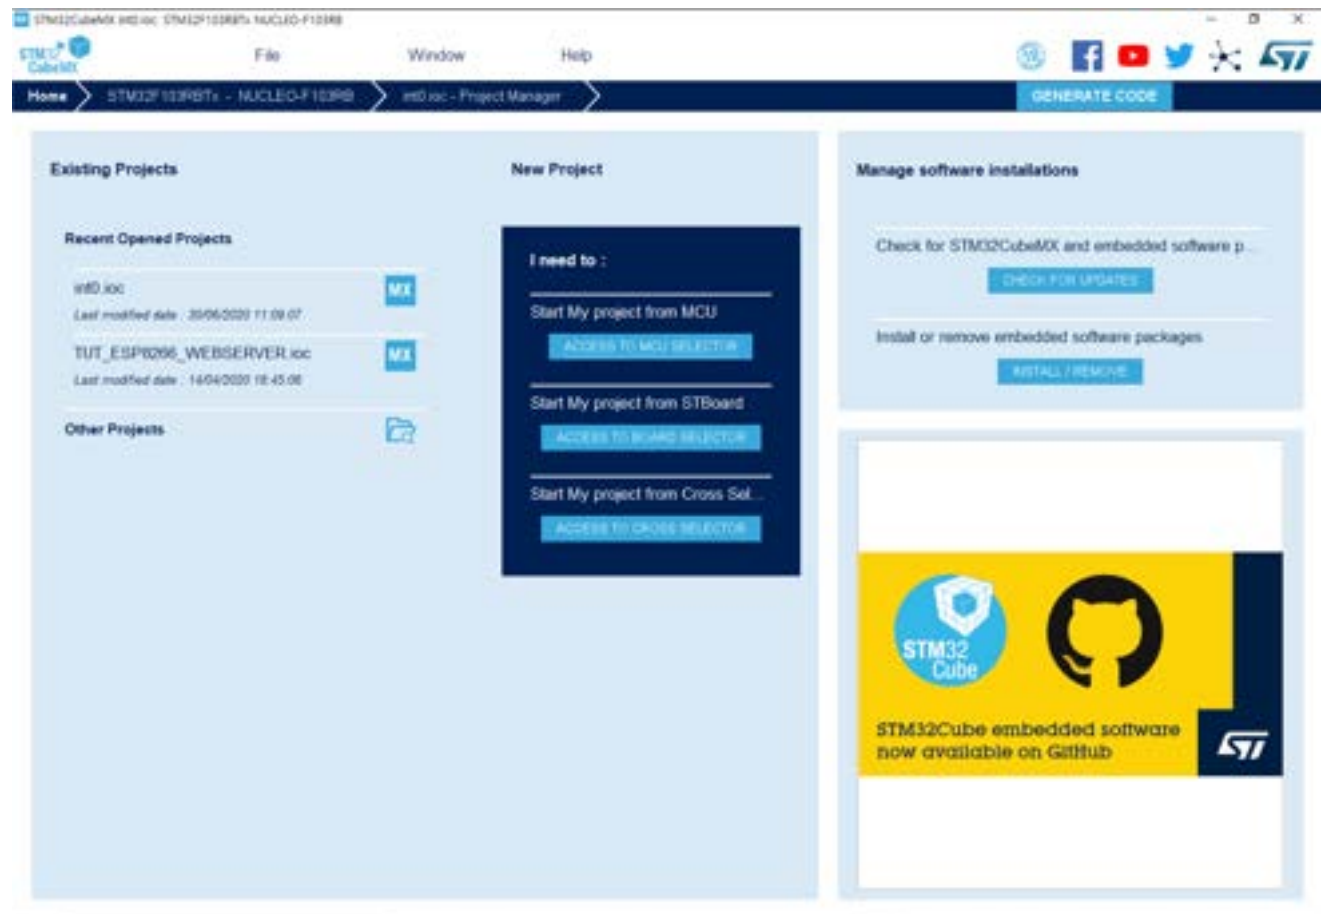 STM32CubeMX int0.ioc: STM32F103RBTx NUCLEO-F103RB
STM32
CubeMX
File
Window
Help
Home
STM32F103RBTx - NUCLEO-F103RB
int0.ioc - Project Manager
GENERATE CODE
Existing Projects
Recent Opened Projects
int0.ioc
MX
Last modified date : 30/06/2020 11:09:07
TUT_ESP8266_WEBSERVER.ioc
MX
Last modified date : 14/04/2020 18:45:06
Other Projects
New Project
I need to :
Start My project from MCU
ACCESS TO MCU SELECTOR
Start My project from STBoard
ACCESS TO BOARD SELECTOR
Start My project from Cross Sel...
ACCESS TO CROSS SELECTOR
Manage software installations
Check for STM32CubeMX and embedded software p...
CHECK FOR UPDATES
Install or remove embedded software packages
INSTALL / REMOVE
STM32
Cube
STM32Cube embedded software
now available on GitHub